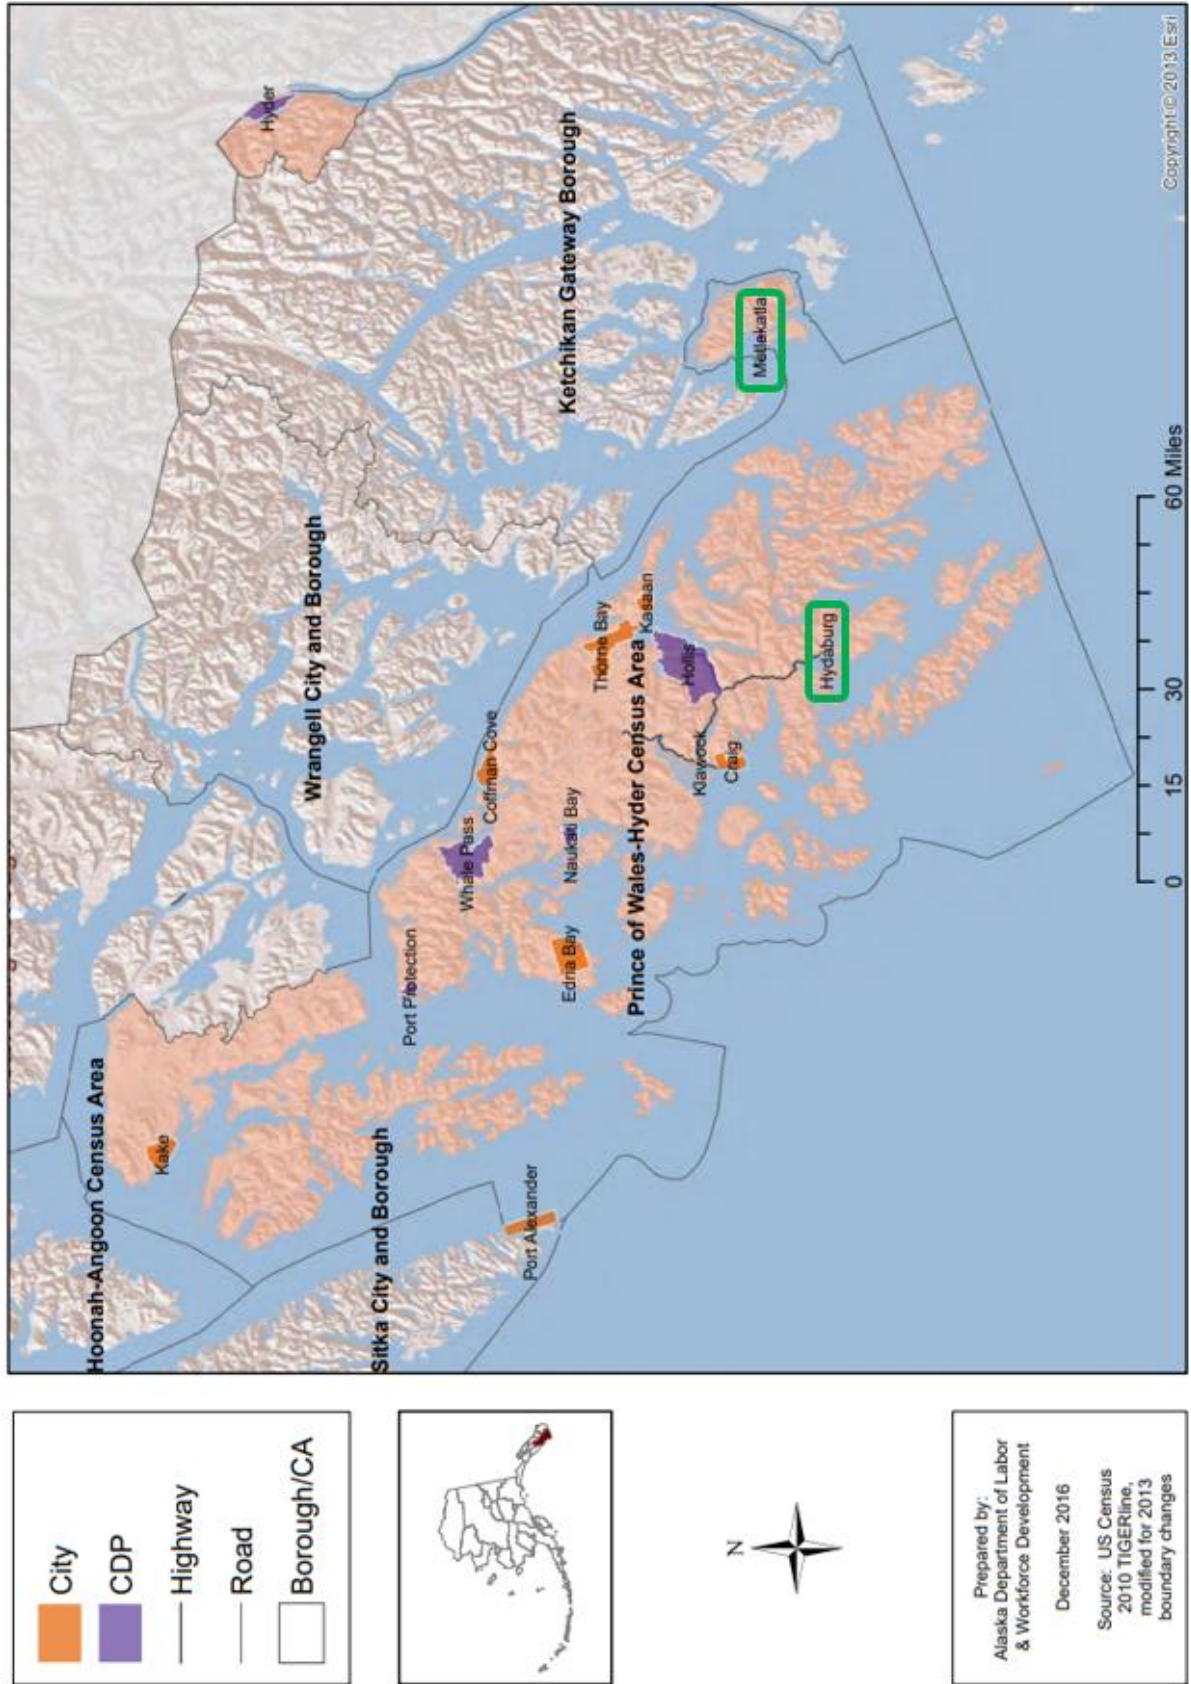 Hoonah-Angoon Census Area
Kake
Sitka City and Borough
Port Alexander
Port Protection
Whale Pass
Coffman Cove
Edna Bay
Naukati Bay
Wrangell City and Borough
Prince of Wales-Hyder Census Area
Thorne Bay
Kasaan
Hollis
Klawock
Craig
Hydaburg
Ketchikan Gateway Borough
Metlakatla
Hyder
0 15 30 60 Miles
Copyright:© 2013 Esri
City
CDP
Highway
Road
Borough/CA
N
Prepared by:
Alaska Department of Labor
& Workforce Development
December 2016
Source: US Census
2010 TIGERline,
modified for 2013
boundary changes